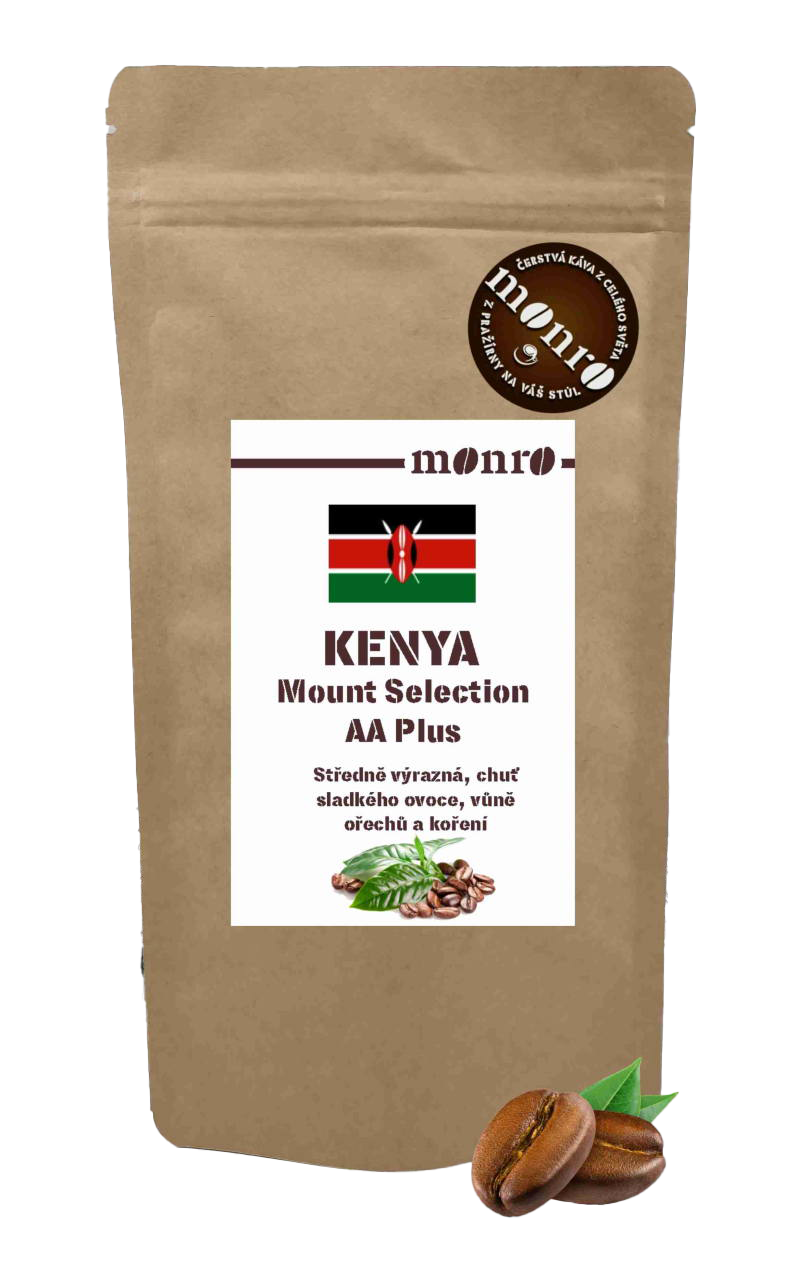 ČERSTVÁ KÁVA Z CELÉHO SVĚTA
monro
Z PRAŽÍRNY NA VÁŠ STŮL
monro
KENYA
Mount Selection
AA Plus
Středně výrazná, chuť
sladkého ovoce, vůně
ořechů a koření